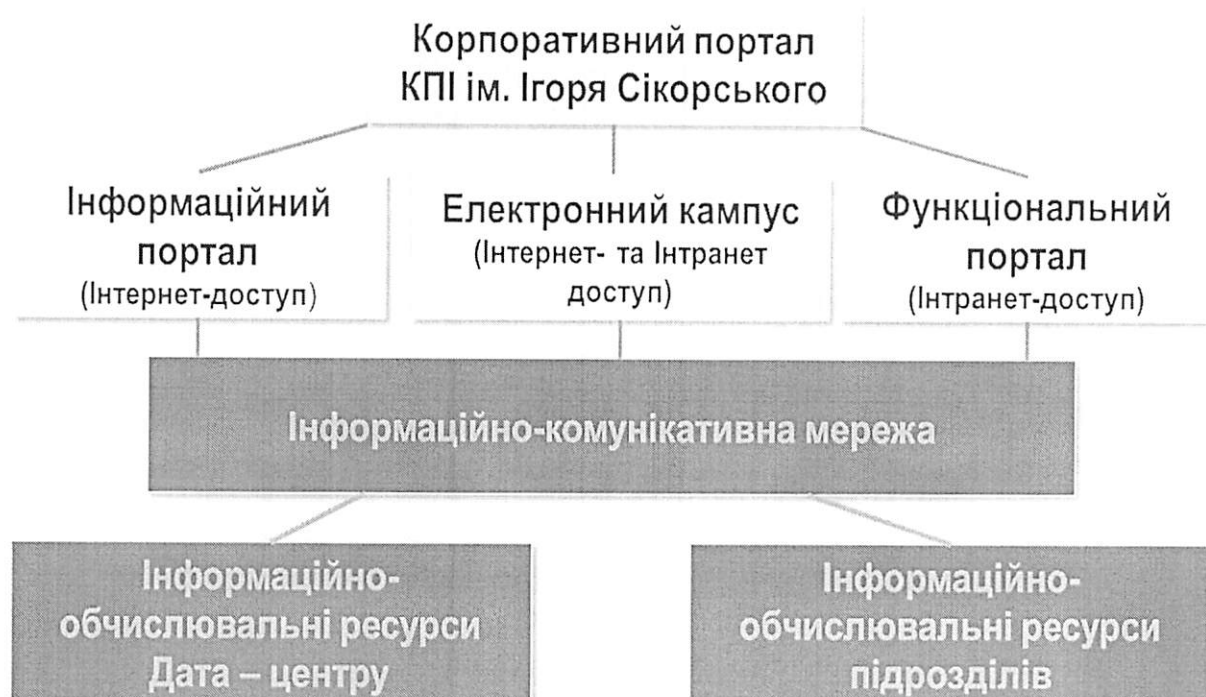 Корпоративний портал
КПІ ім. Ігоря Сікорського
Інформаційний
портал
(Інтернет-доступ)
Електронний кампус
(Інтернет- та Інтранет
доступ)
Функціональний
портал
(Інтранет-доступ)
Інформаційно-комунікативна мережа
Інформаційно-
обчислювальні ресурси
Дата – центру
Інформаційно-
обчислювальні ресурси
підрозділів